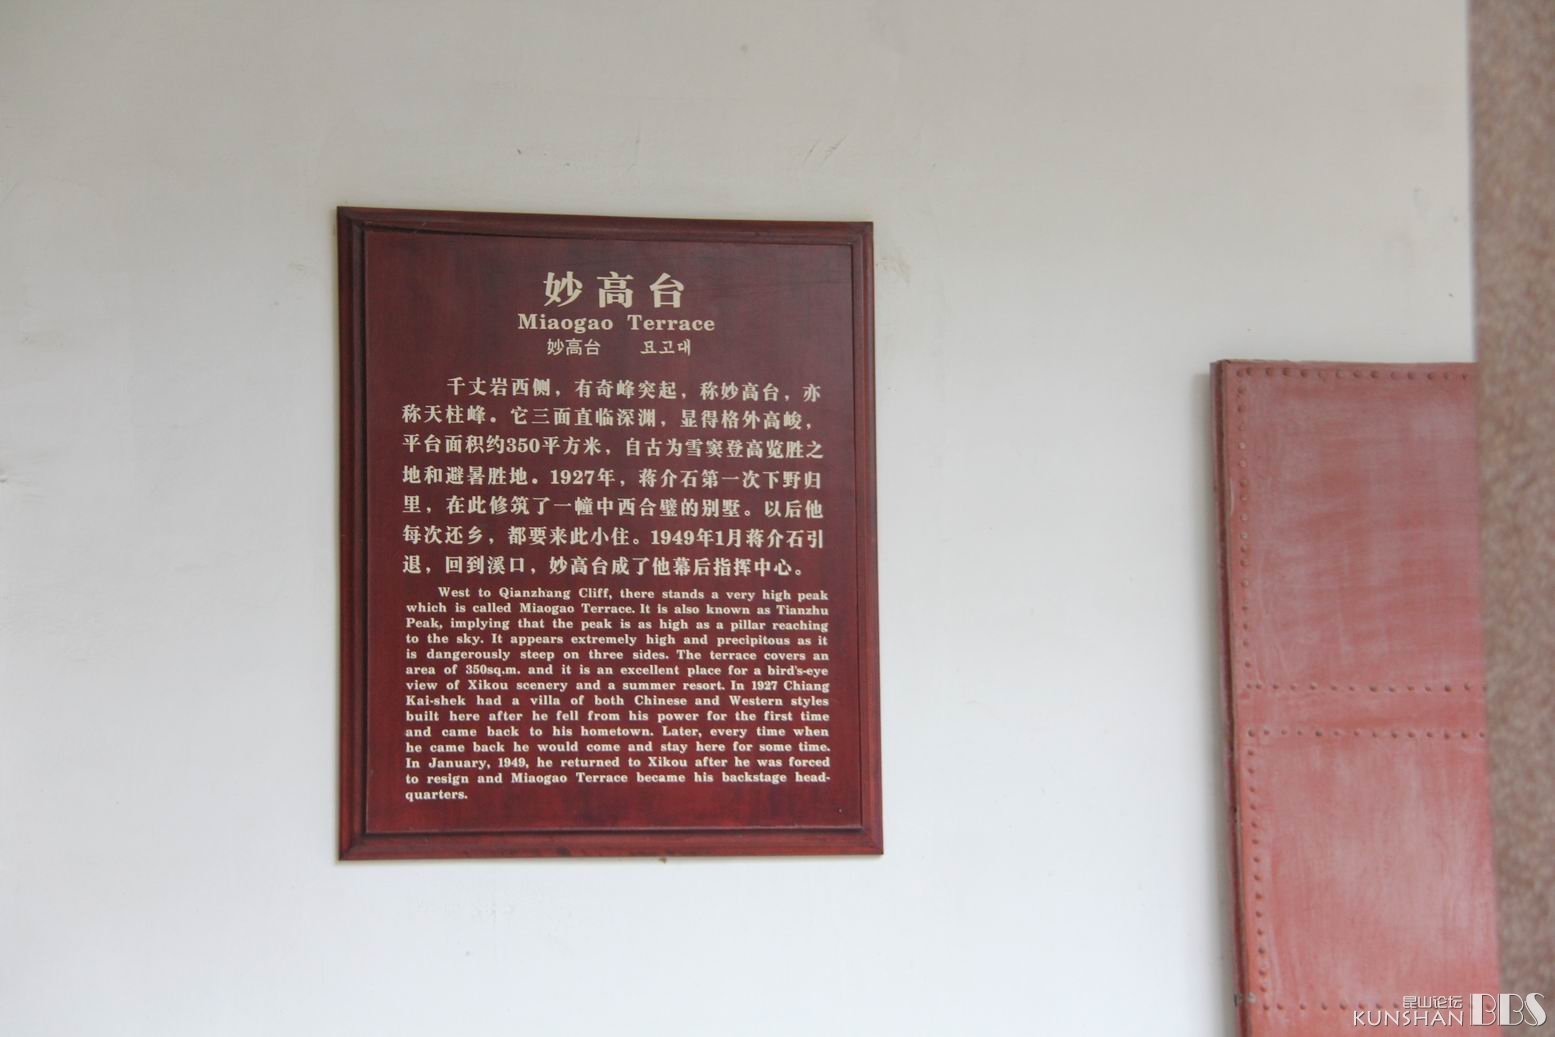 妙高台
Miaogao Terrace
妙高台 묘고대
千丈岩西侧，有奇峰突起，称妙高台，亦
称天柱峰。它三面直临深渊，显得格外高峻，
平台面积约350平方米，自古为雪窦登高览胜之
地和避暑胜地。1927年，蒋介石第一次下野归
里，在此修筑了一幢中西合璧的别墅。以后他
每次还乡，都要来此小住。1949年1月蒋介石引
退，回到溪口，妙高台成了他幕后指挥中心。
West to Qianzhang Cliff, there stands a very high peak
which is called Miaogao Terrace. It is also known as Tianzhu
Peak, implying that the peak is as high as a pillar reaching
to the sky. It appears extremely high and precipitous as it
is dangerously steep on three sides. The terrace covers an
area of 350sq.m. and it is an excellent place for a bird's-eye
view of Xikou scenery and a summer resort. In 1927 Chiang
Kai-shek had a villa of both Chinese and Western styles
built here after he fell from his power for the first time
and came back to his hometown. Later, every time when
he came back he would come and stay here for some time.
In January, 1949, he returned to Xikou after he was forced
to resign and Miaogao Terrace became his backstage head-
quarters.
昆山论坛
KUNSHAN BBS